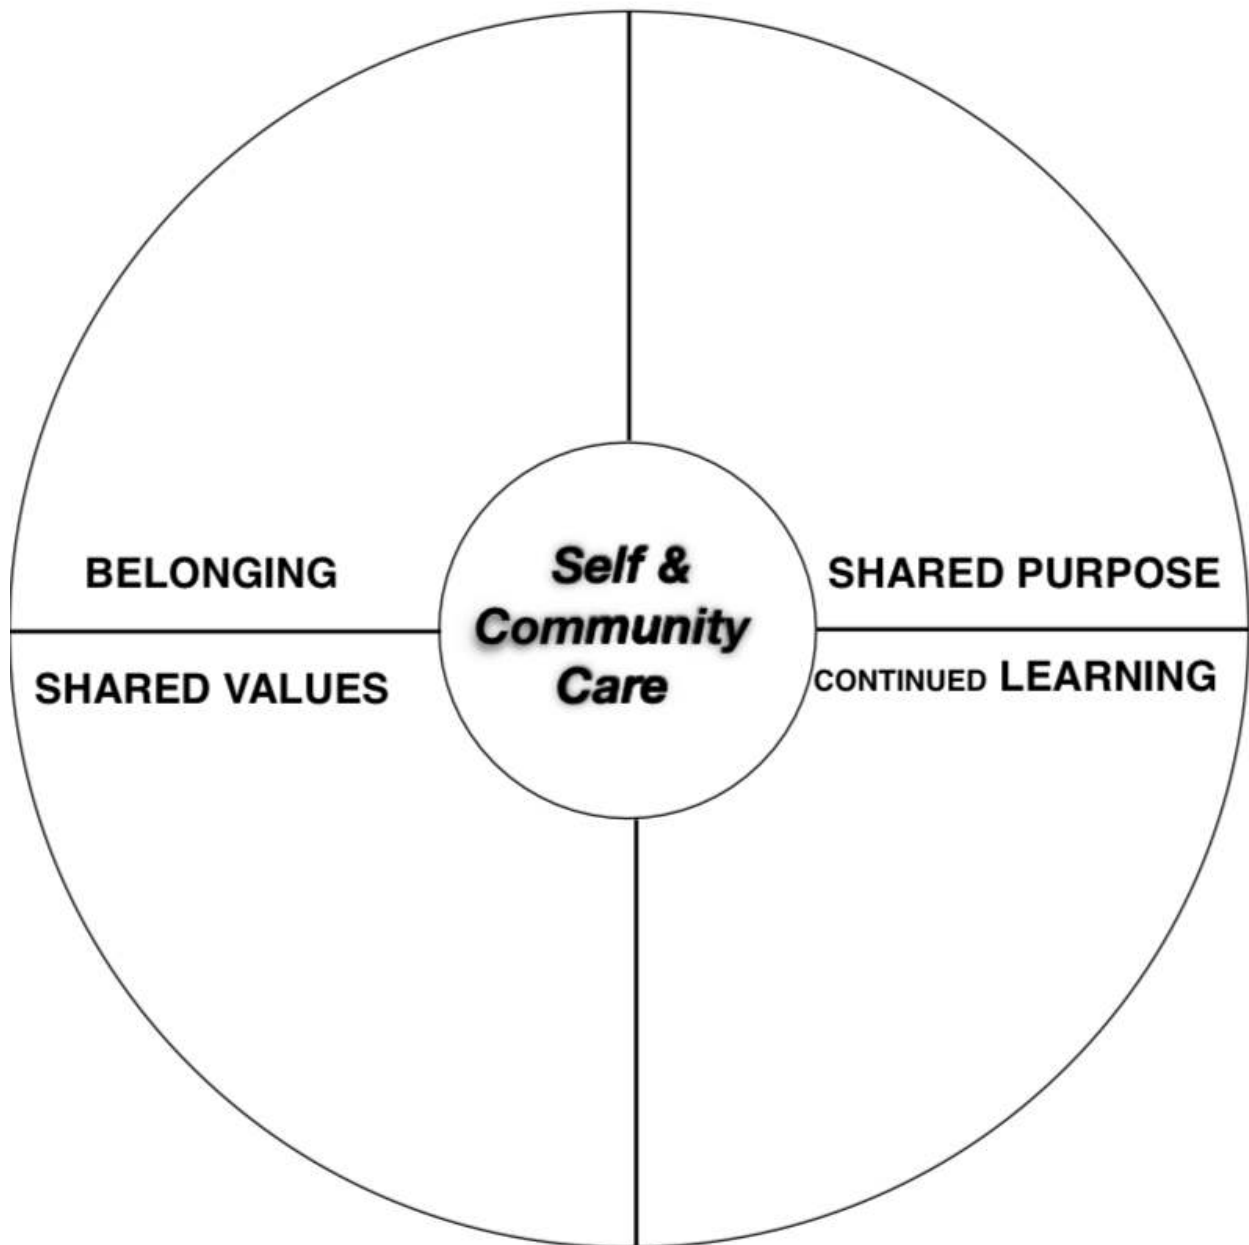 BELONGING
SHARED PURPOSE
Self &
Community
Care
SHARED VALUES
CONTINUED LEARNING